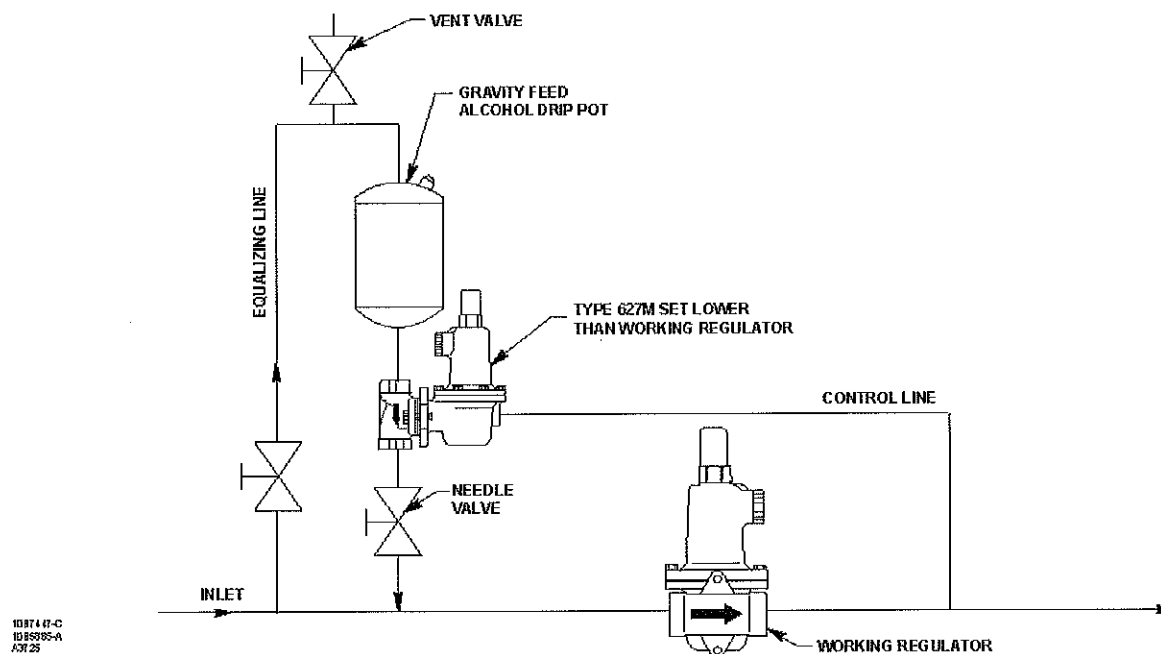 VENT VALVE
GRAVITY FEED
ALCOHOL DRIP POT
EQUALIZING LINE
TYPE 627M SET LOWER
THAN WORKING REGULATOR
CONTROL LINE
NEEDLE
VALVE
INLET
WORKING REGULATOR